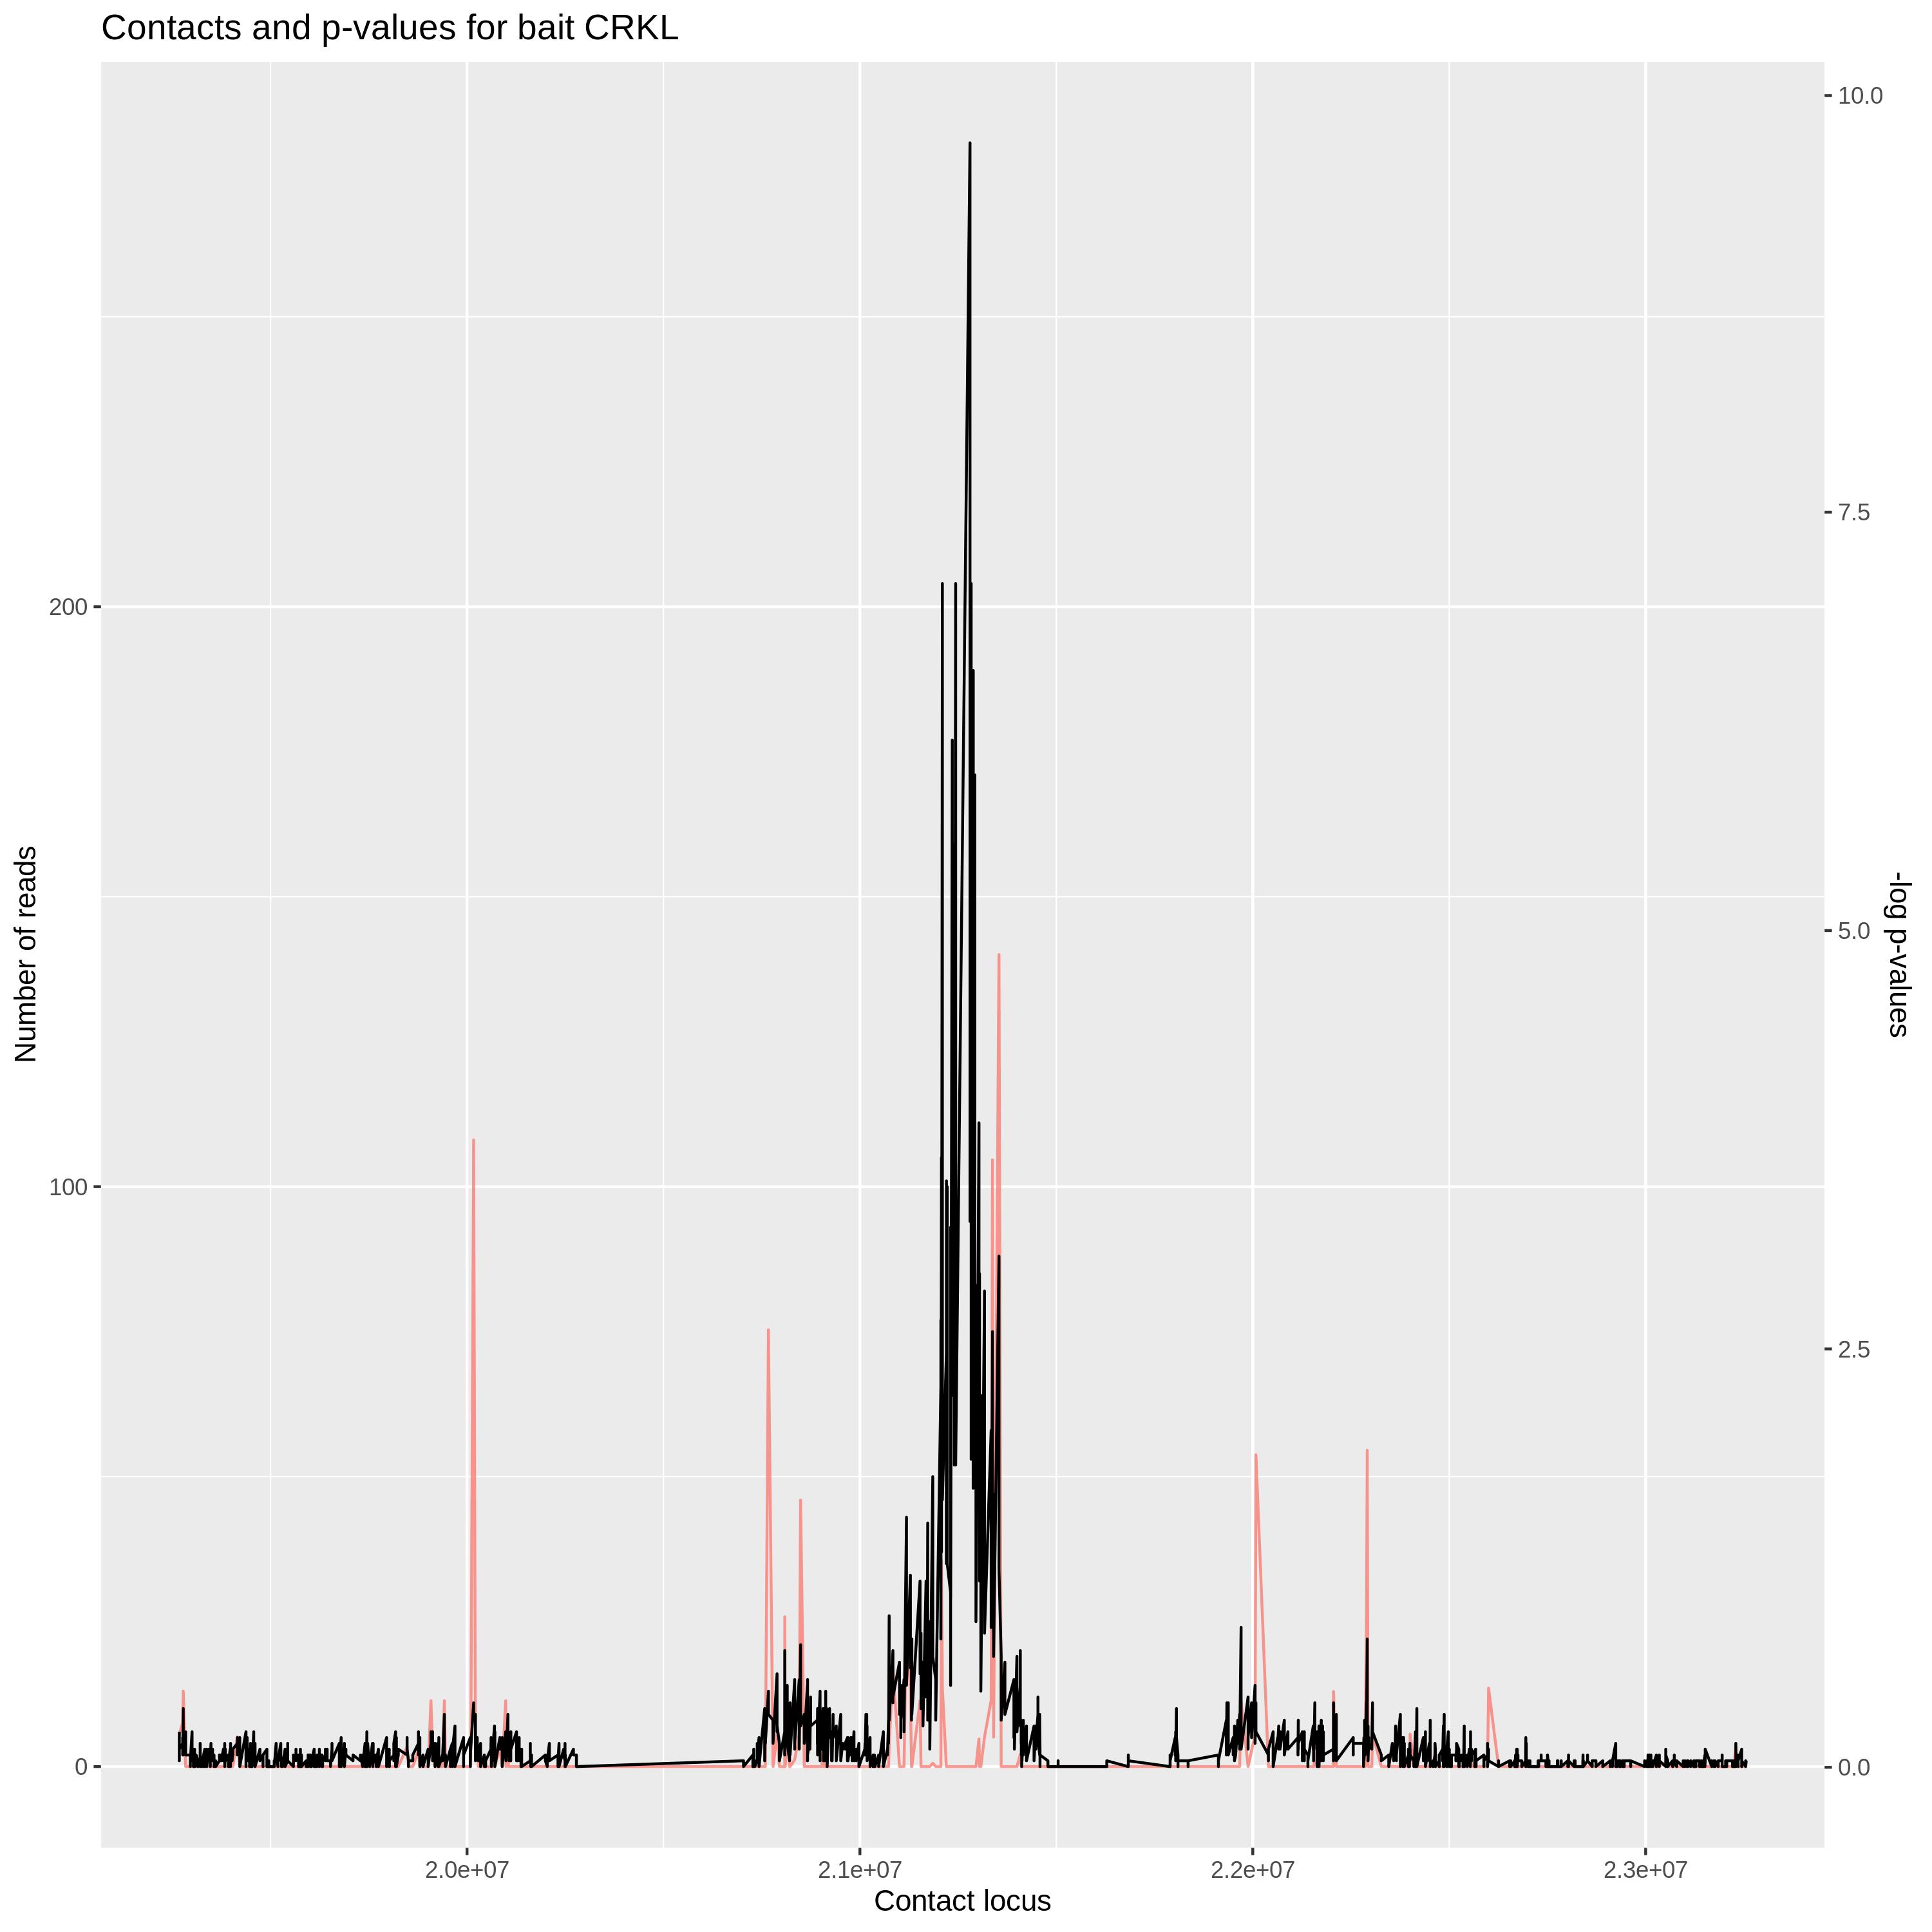 Contacts and p-values for bait CRKL
10.0
7.5
200
5.0
Number of reads
-log p-values
100
2.5
0
0.0
2.0e+07
2.1e+07
2.2e+07
2.3e+07
Contact locus